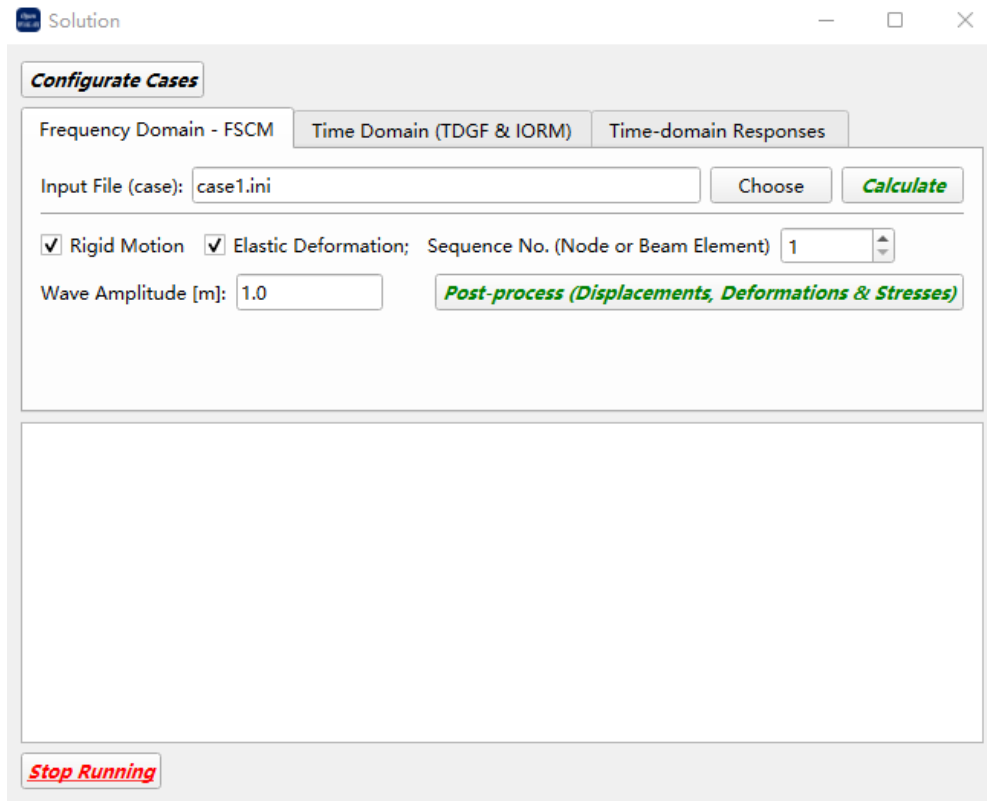 Solution
Configurate Cases
Frequency Domain - FSCM Time Domain (TDGF & IORM) Time-domain Responses
Input File (case): case1.ini Choose Calculate
Rigid Motion Elastic Deformation; Sequence No. (Node or Beam Element) 1
Wave Amplitude [m]: 1.0 Post-process (Displacements, Deformations & Stresses)
Stop Running